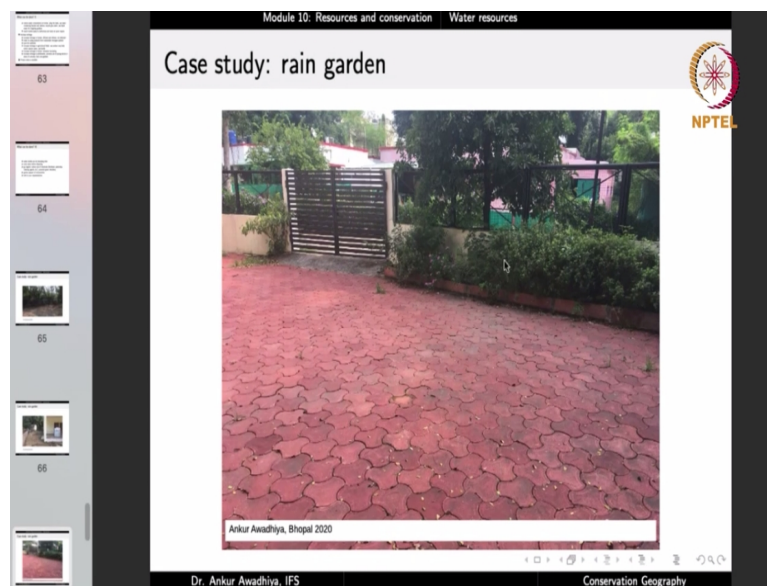 Module 10: Resources and conservation Water resources
Case study: rain garden
NPTEL
63
64
65
66
Ankur Awadhiya, Bhopal 2020
Dr. Ankur Awadhiya, IFS Conservation Geography